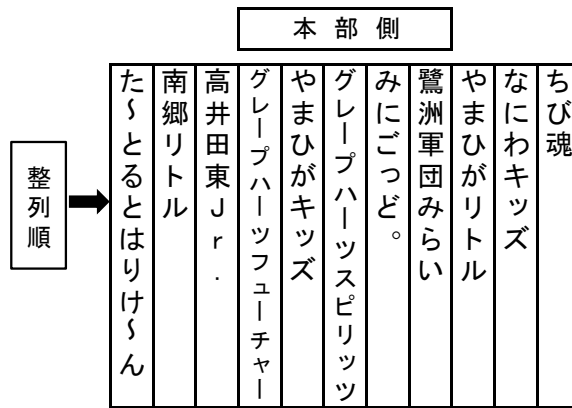 本部側
整列順
ちび魂
なにわキッズ
やまひがリトル
鷺洲軍団みらい
みにごっど。
グレープハーツスピリッツ
やまひがキッズ
グレープハーツフューチャー
高井田東Jr.
南郷リトル
た～とるとはりけ～ん